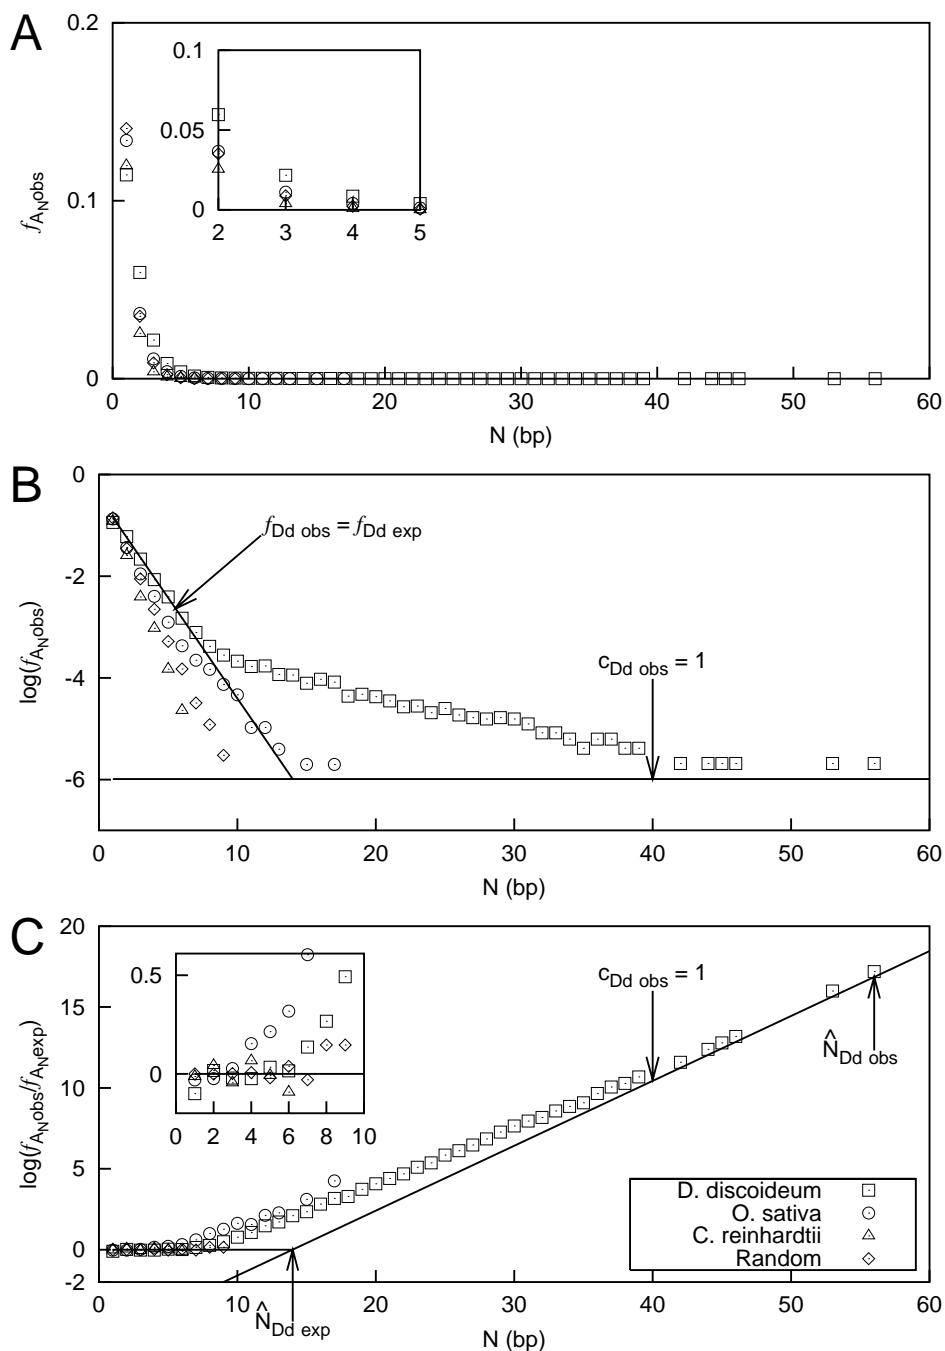 A
0.2
0.1
0
f_{A_N obs}
0.1
0.05
0
2 3 4 5
0 10 20 30 40 50 60
N (bp)
B
0
-2
-4
-6
log(f_{A_N obs})
f_{Dd obs} = f_{Dd exp}
c_{Dd obs} = 1
0 10 20 30 40 50 60
N (bp)
C
20
15
10
5
0
-2
log(f_{A_N obs}/f_{A_N exp})
0.5
0
0 2 4 6 8 10
c_{Dd obs} = 1
N̂_{Dd obs}
D. discoideum
O. sativa
C. reinhardtii
Random
0 10 20 30 40 50 60
N̂_{Dd exp}
N (bp)